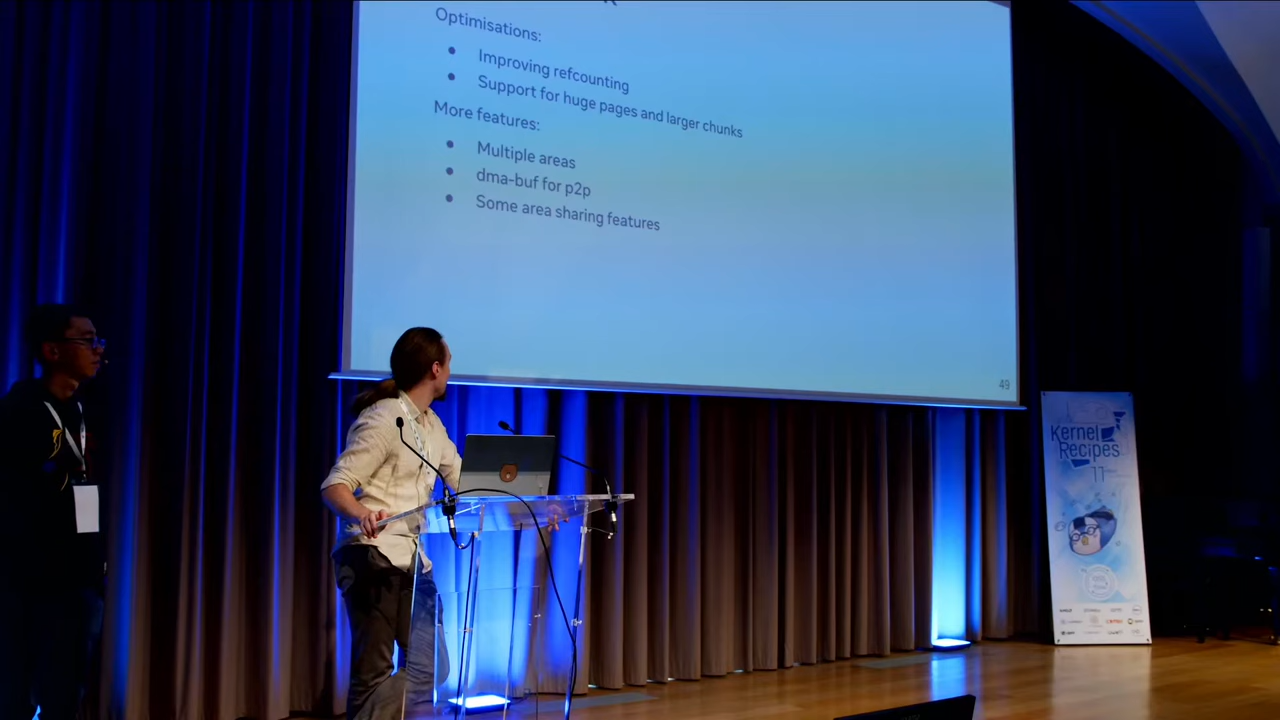 Optimisations:
Improving refcounting
Support for huge pages and larger chunks
More features:
Multiple areas
dma-buf for p2p
Some area sharing features
49
Kernel
Recipes
11